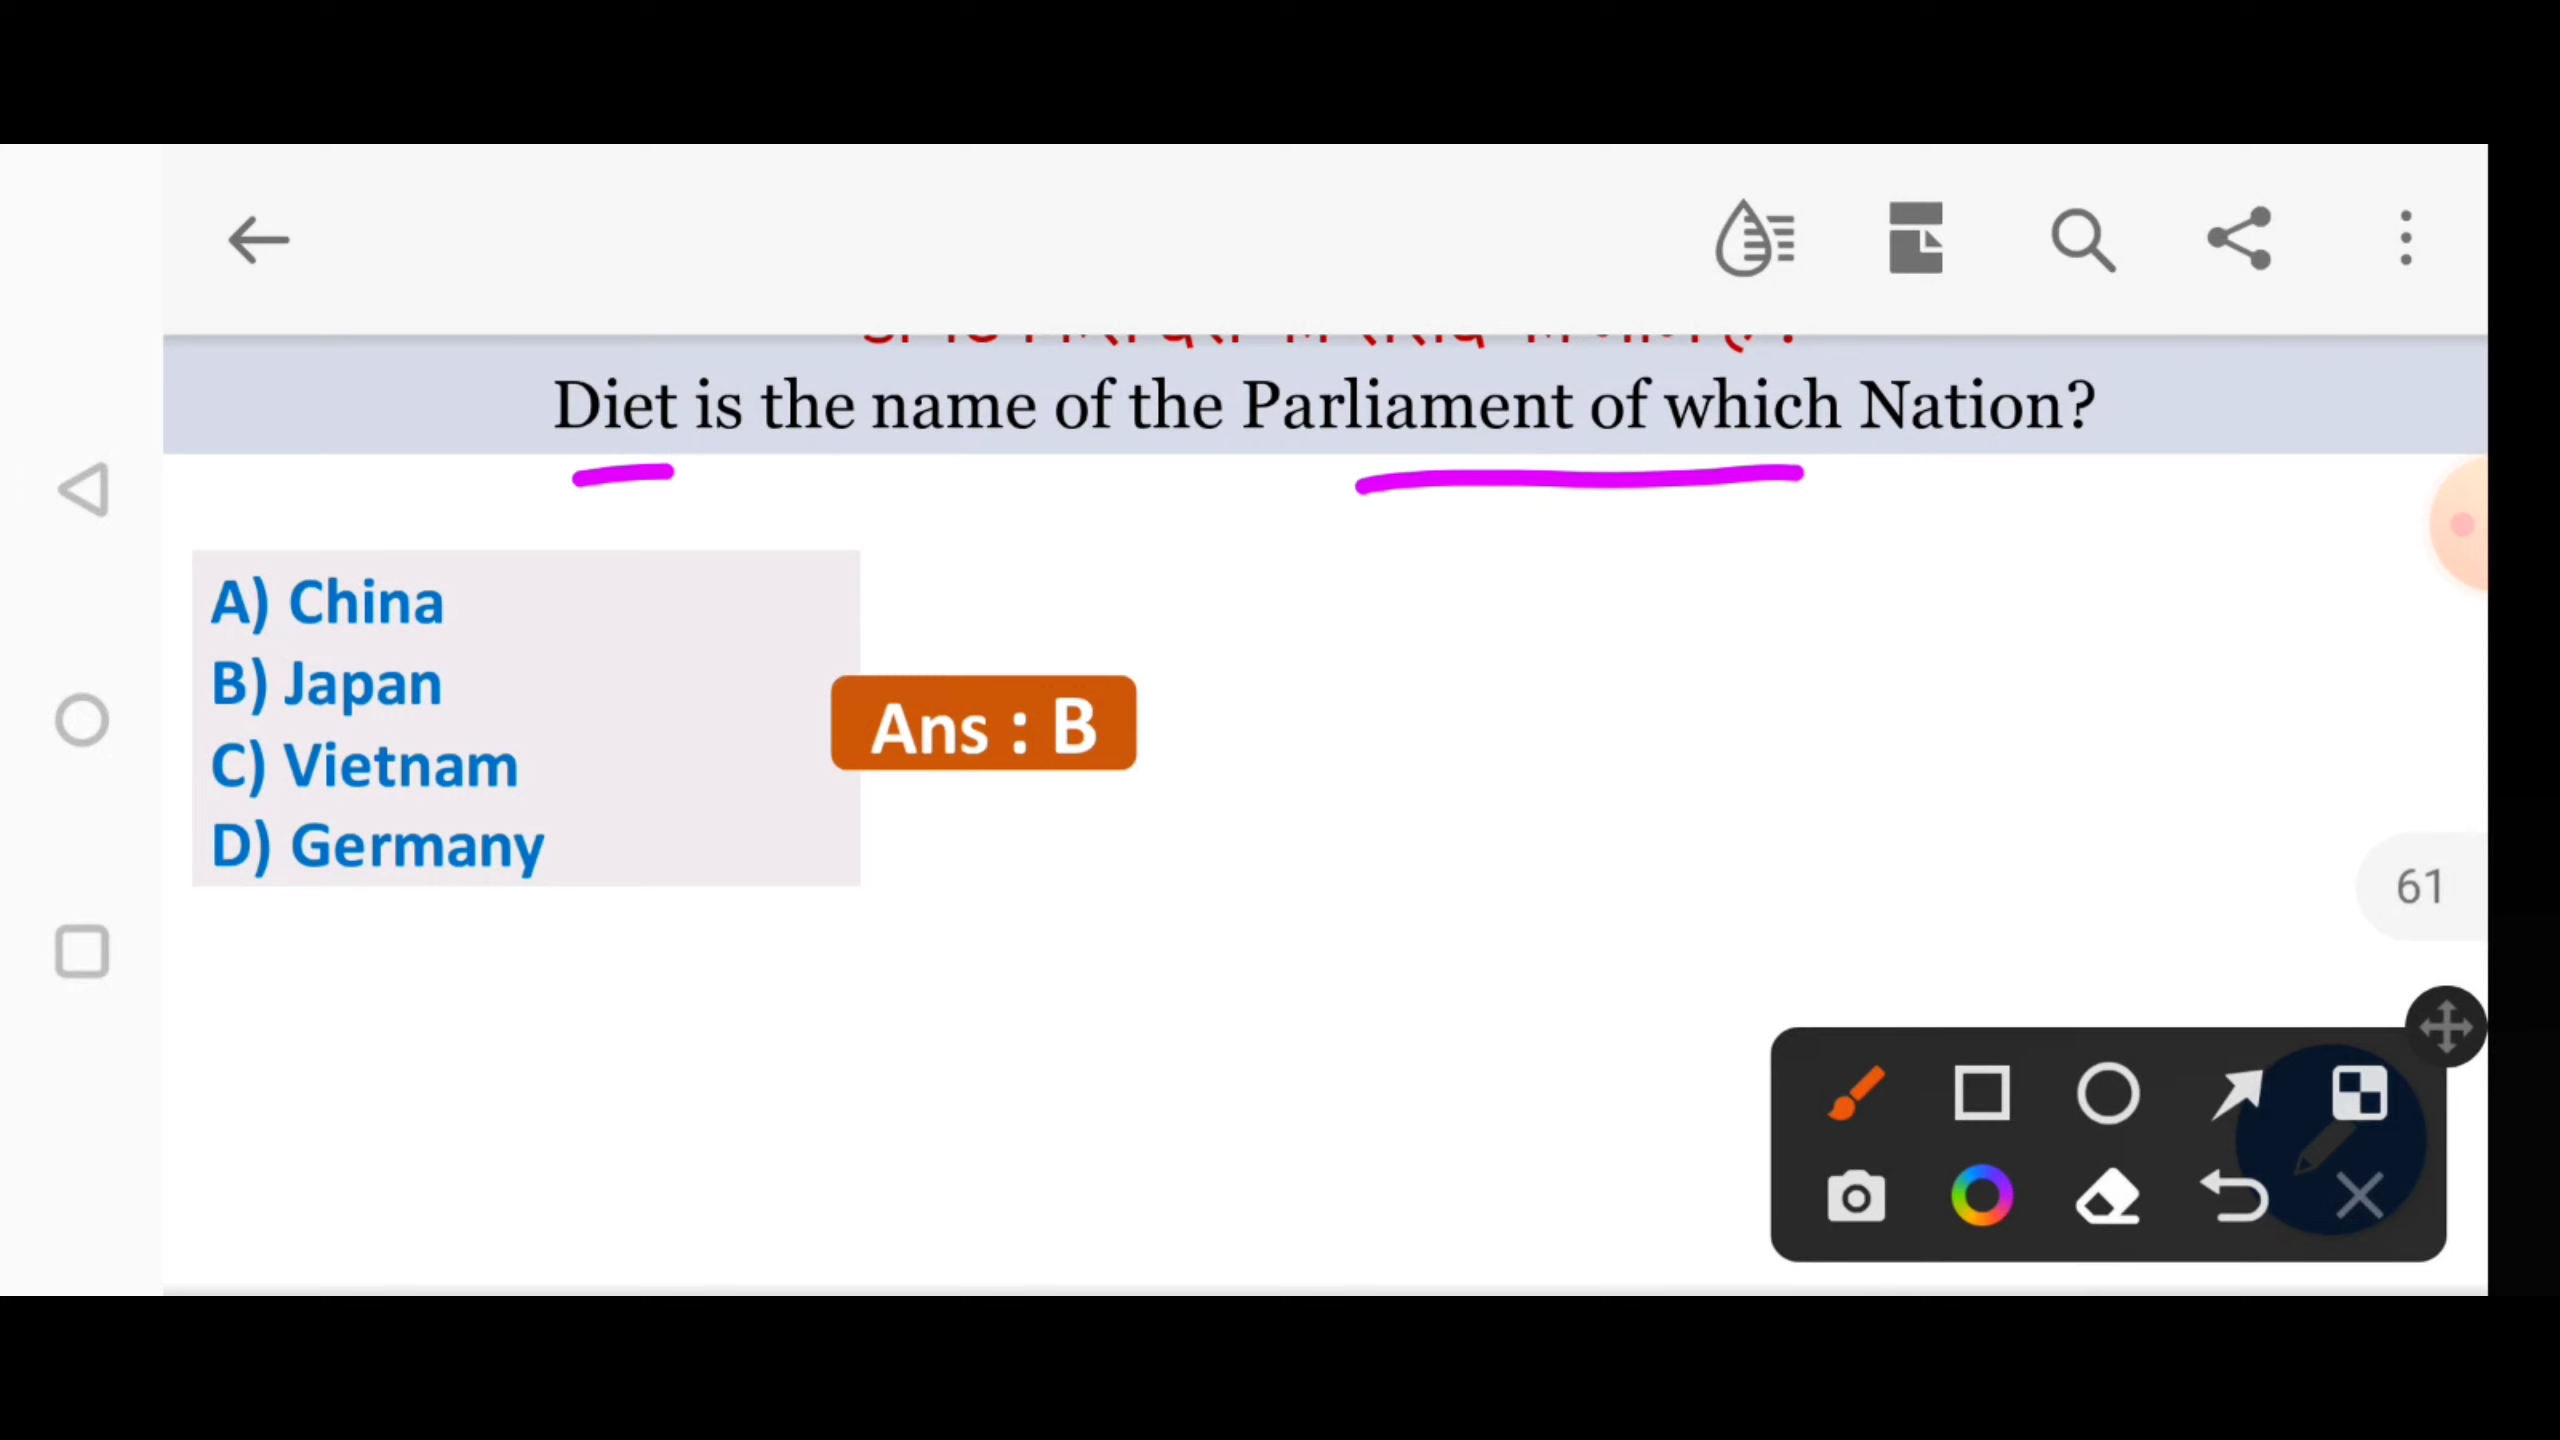 Diet is the name of the Parliament of which Nation?
A) China
B) Japan
Ans : B
C) Vietnam
D) Germany
61